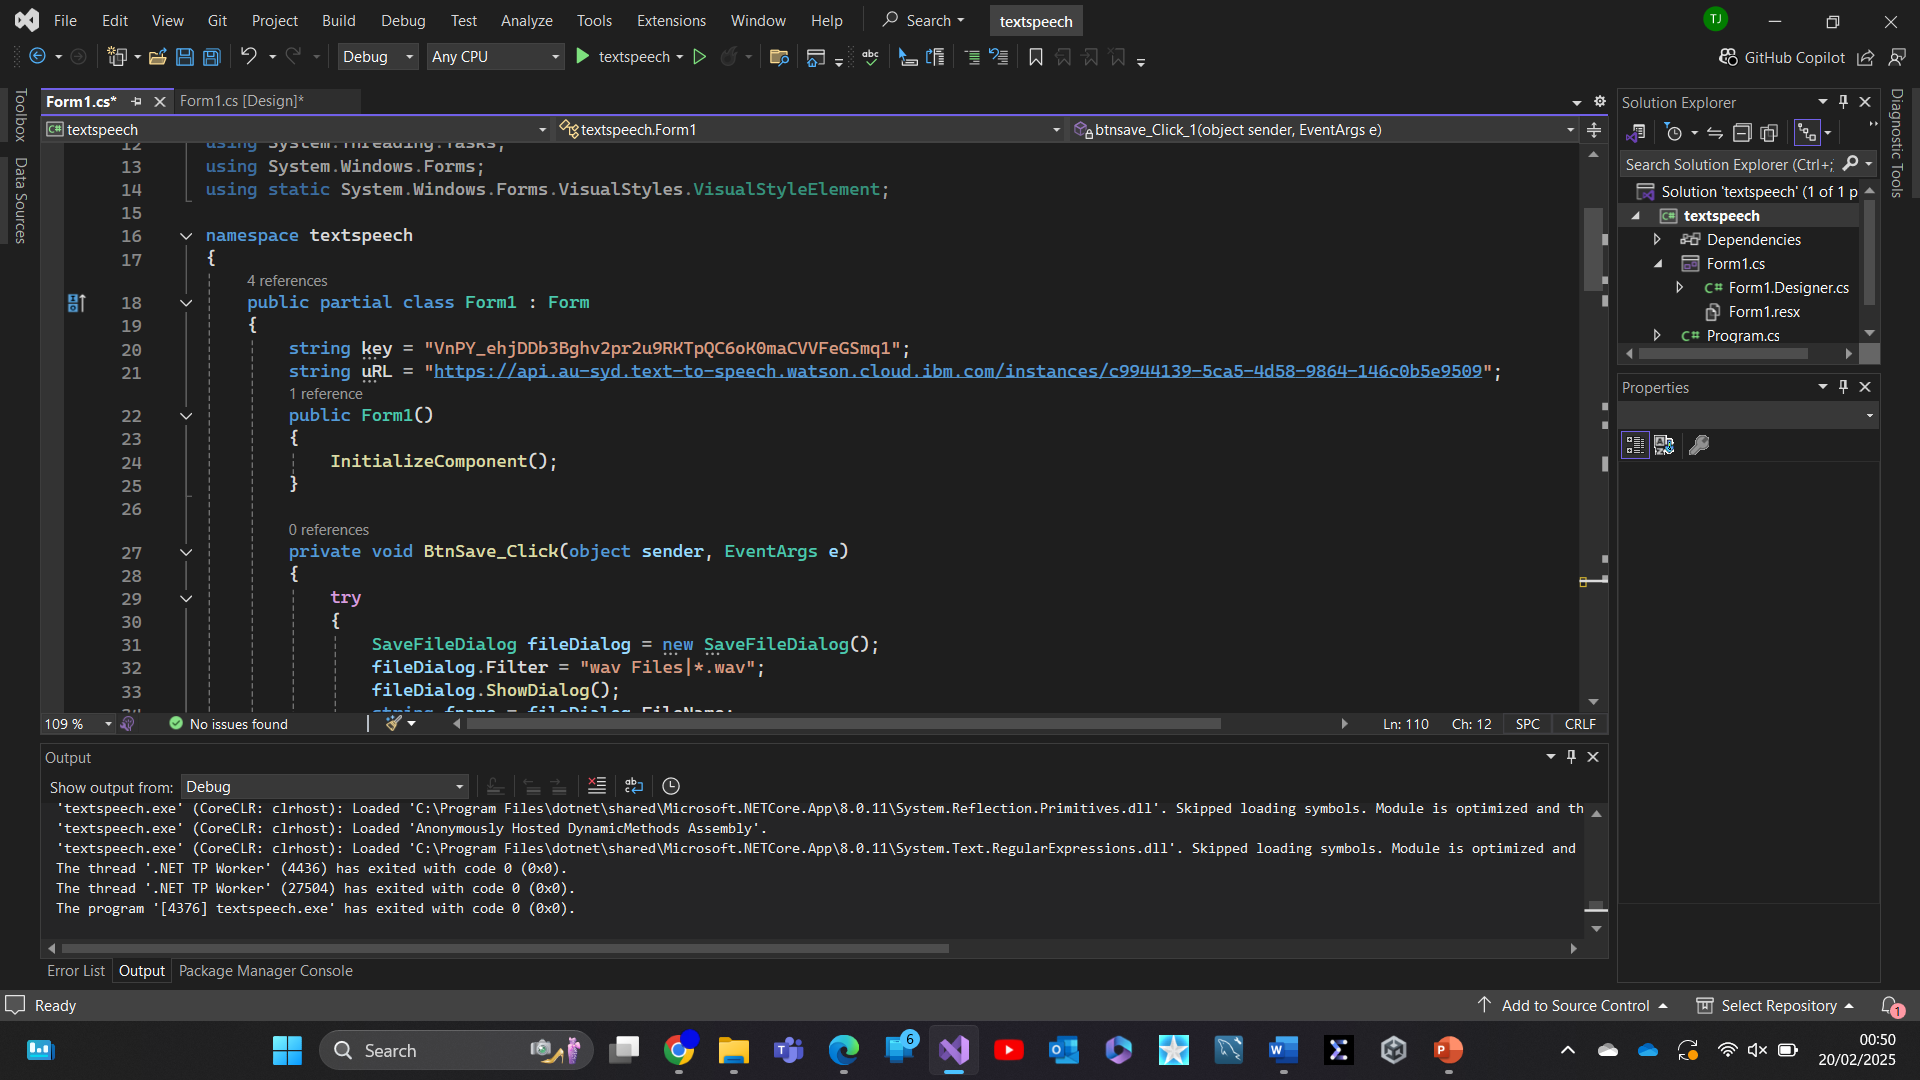 File Edit View Git Project Build Debug Test Analyze Tools Extensions Window Help Search textspeech TJ
Debug Any CPU textspeech GitHub Copilot
Form1.cs* Form1.cs [Design]*
textspeech textspeech.Form1 btnsave_Click_1(object sender, EventArgs e)
Toolbox
Data Sources
12 using System.Threading.Tasks;
13 using System.Windows.Forms;
14 using static System.Windows.Forms.VisualStyles.VisualStyleElement;
15
16 namespace textspeech
17 {
4 references
18 public partial class Form1 : Form
19 {
20 string key = "VnPY_ehjDDb3Bghv2pr2u9RKTpQC6oK0maCVVFeGSmq1";
21 string uRL = "https://api.au-syd.text-to-speech.watson.cloud.ibm.com/instances/c9944139-5ca5-4d58-9864-146c0b5e9509";
1 reference
22 public Form1()
23 {
24 InitializeComponent();
25 }
26
0 references
27 private void BtnSave_Click(object sender, EventArgs e)
28 {
29 try
30 {
31 SaveFileDialog fileDialog = new SaveFileDialog();
32 fileDialog.Filter = "wav Files|*.wav";
33 fileDialog.ShowDialog();
string fname = fileDialog.FileName;
109 % No issues found Ln: 110 Ch: 12 SPC CRLF
Output
Show output from: Debug
'textspeech.exe' (CoreCLR: clrhost): Loaded 'C:\Program Files\dotnet\shared\Microsoft.NETCore.App\8.0.11\System.Reflection.Primitives.dll'. Skipped loading symbols. Module is optimized and th
'textspeech.exe' (CoreCLR: clrhost): Loaded 'Anonymously Hosted DynamicMethods Assembly'.
'textspeech.exe' (CoreCLR: clrhost): Loaded 'C:\Program Files\dotnet\shared\Microsoft.NETCore.App\8.0.11\System.Text.RegularExpressions.dll'. Skipped loading symbols. Module is optimized and
The thread '.NET TP Worker' (4436) has exited with code 0 (0x0).
The thread '.NET TP Worker' (27504) has exited with code 0 (0x0).
The program '[4376] textspeech.exe' has exited with code 0 (0x0).
Error List Output Package Manager Console
Solution Explorer
Search Solution Explorer (Ctrl+;
Solution 'textspeech' (1 of 1 p
textspeech
Dependencies
Form1.cs
C# Form1.Designer.cs
Form1.resx
C# Program.cs
Properties
Diagnostic Tools
Ready Add to Source Control Select Repository 1
Search 6 00:50
20/02/2025